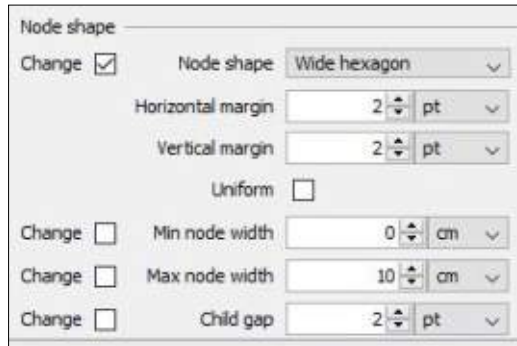 Node shape
Change Node shape Wide hexagon
Horizontal margin 2 pt
Vertical margin 2 pt
Uniform
Change Min node width 0 cm
Change Max node width 10 cm
Change Child gap 2 pt